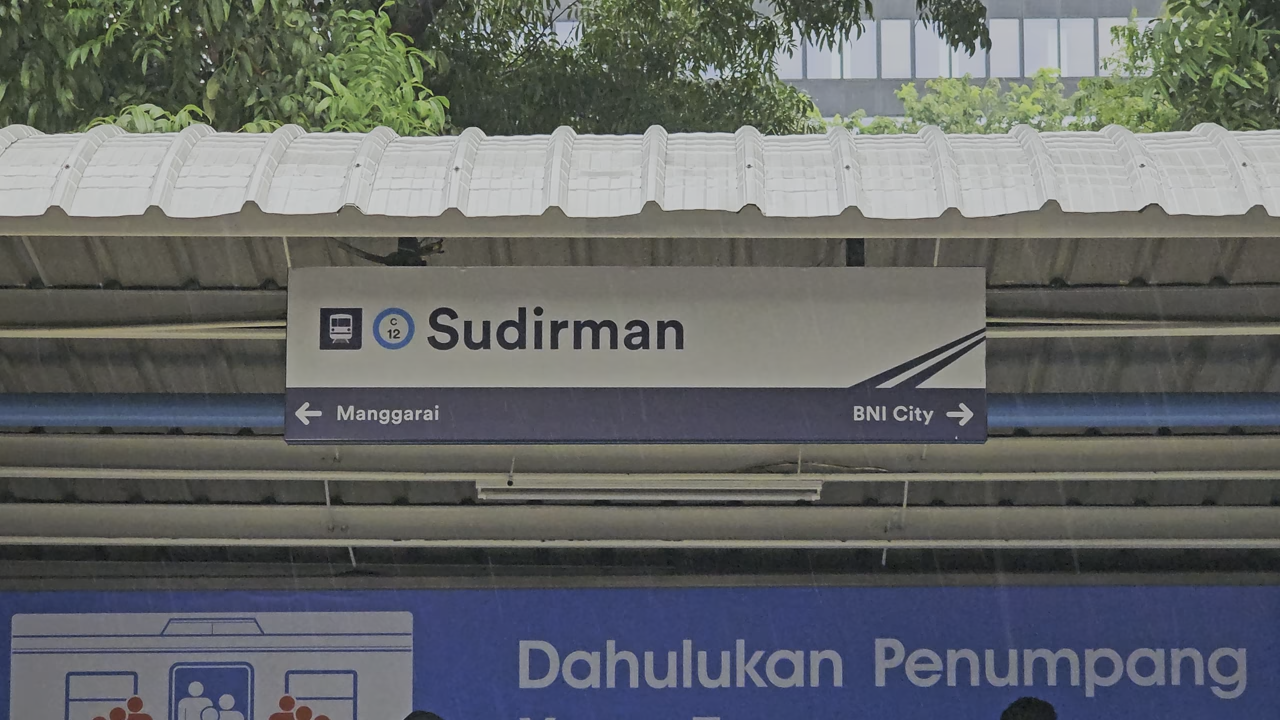 C
12
Sudirman
← Manggarai
BNI City →
Dahulukan Penumpang